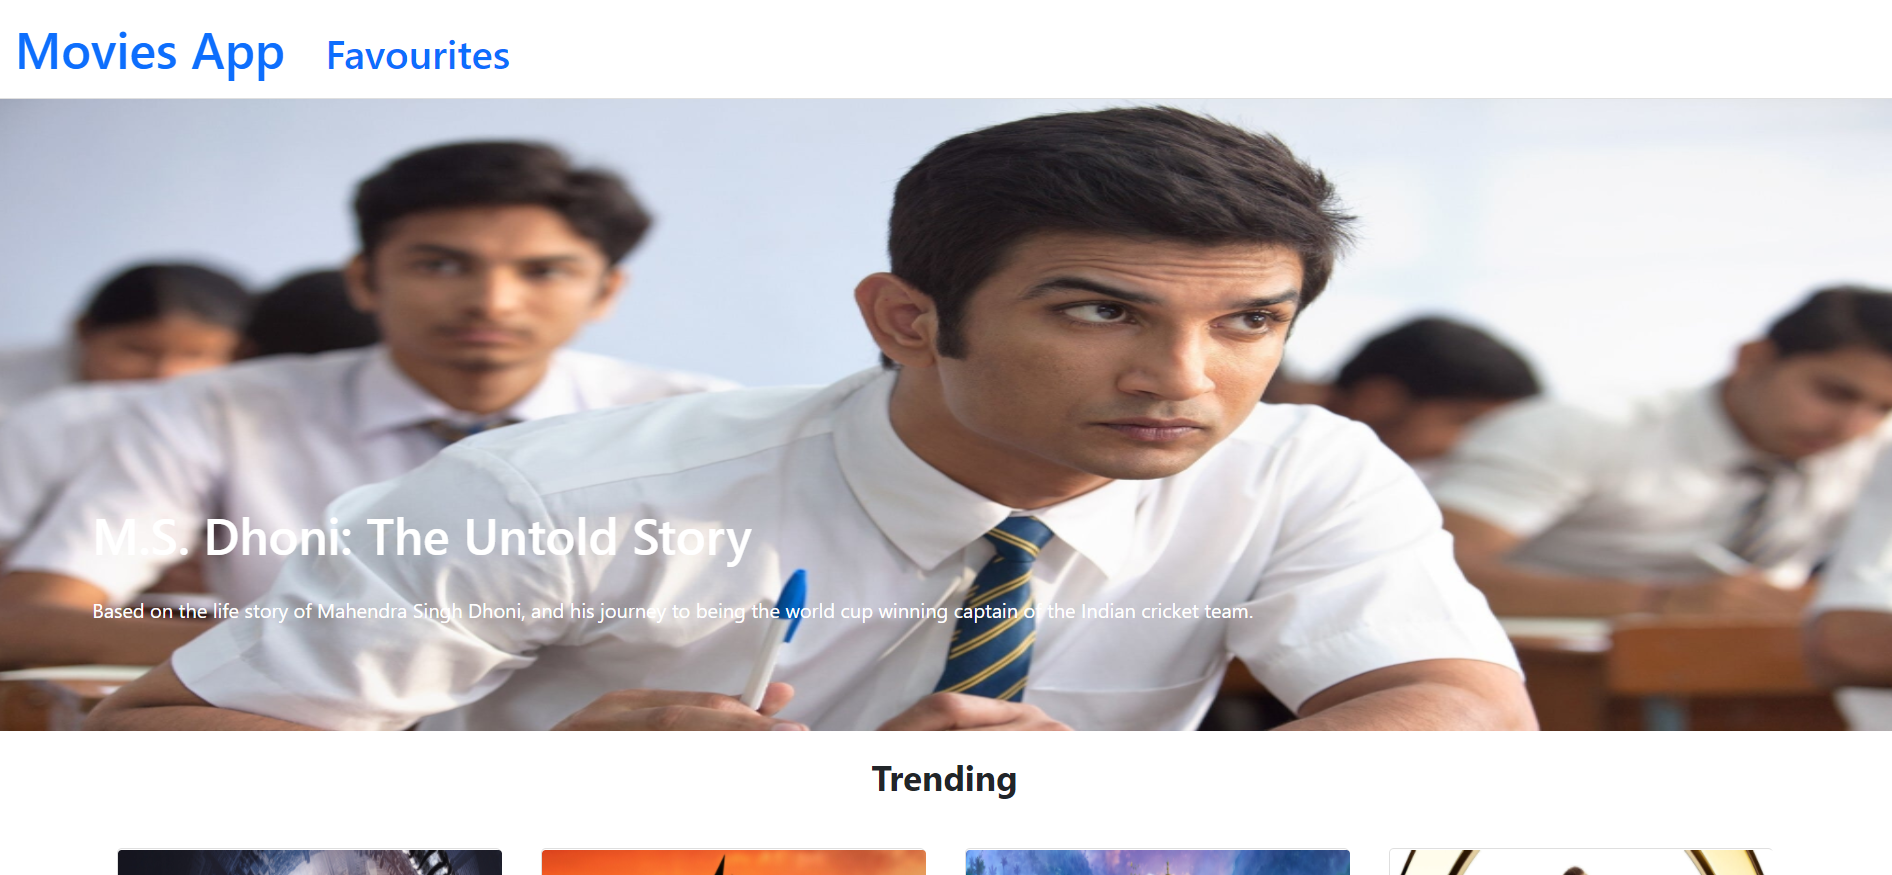 Movies App Favourites
M.S. Dhoni: The Untold Story
Based on the life story of Mahendra Singh Dhoni, and his journey to being the world cup winning captain of the Indian cricket team.
Trending